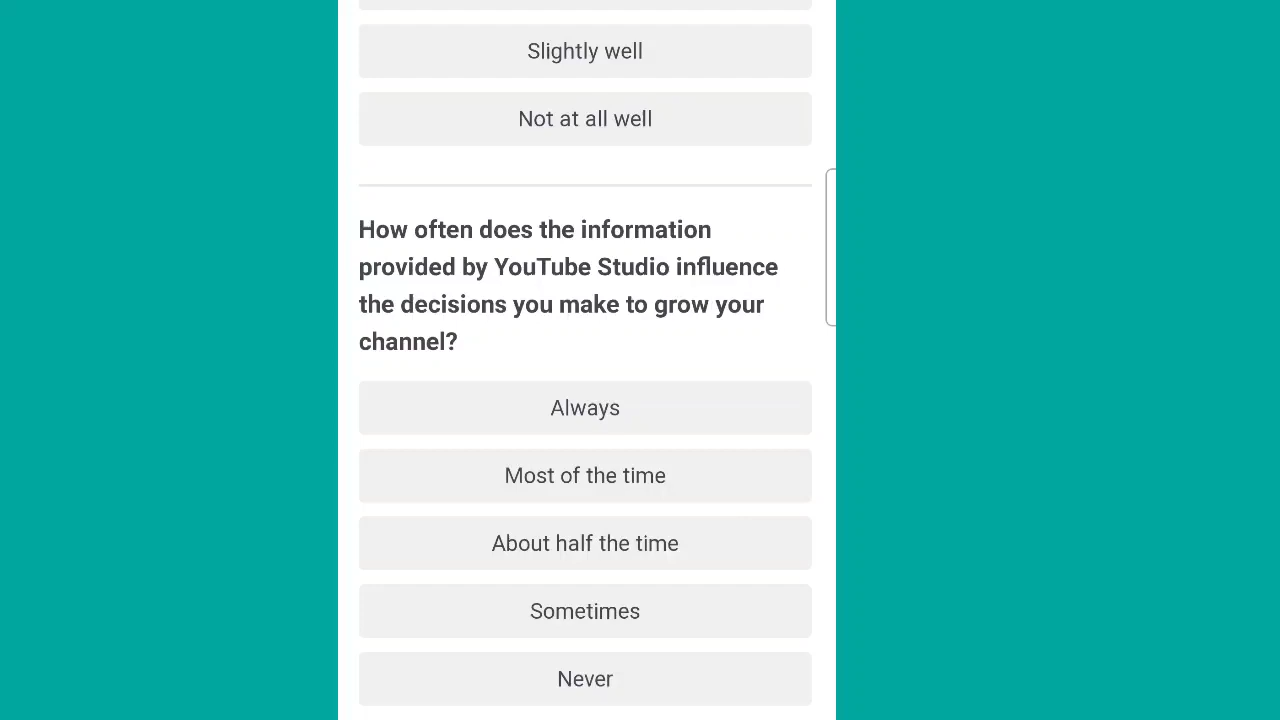 Slightly well
Not at all well
How often does the information
provided by YouTube Studio influence
the decisions you make to grow your
channel?
Always
Most of the time
About half the time
Sometimes
Never